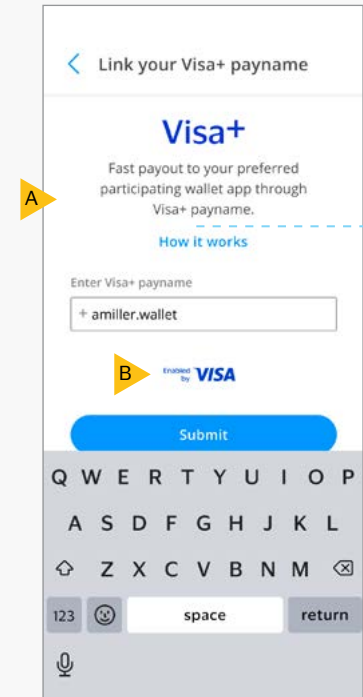 Link your Visa+ payname
Visa+
Fast payout to your preferred
participating wallet app through
Visa+ payname.
A
How it works
Enter Visa+ payname
+ amiller.wallet
B
Enabled
by VISA
Submit
Q W E R T Y U I O P
A S D F G H J K L
Z X C V B N M
123 space return